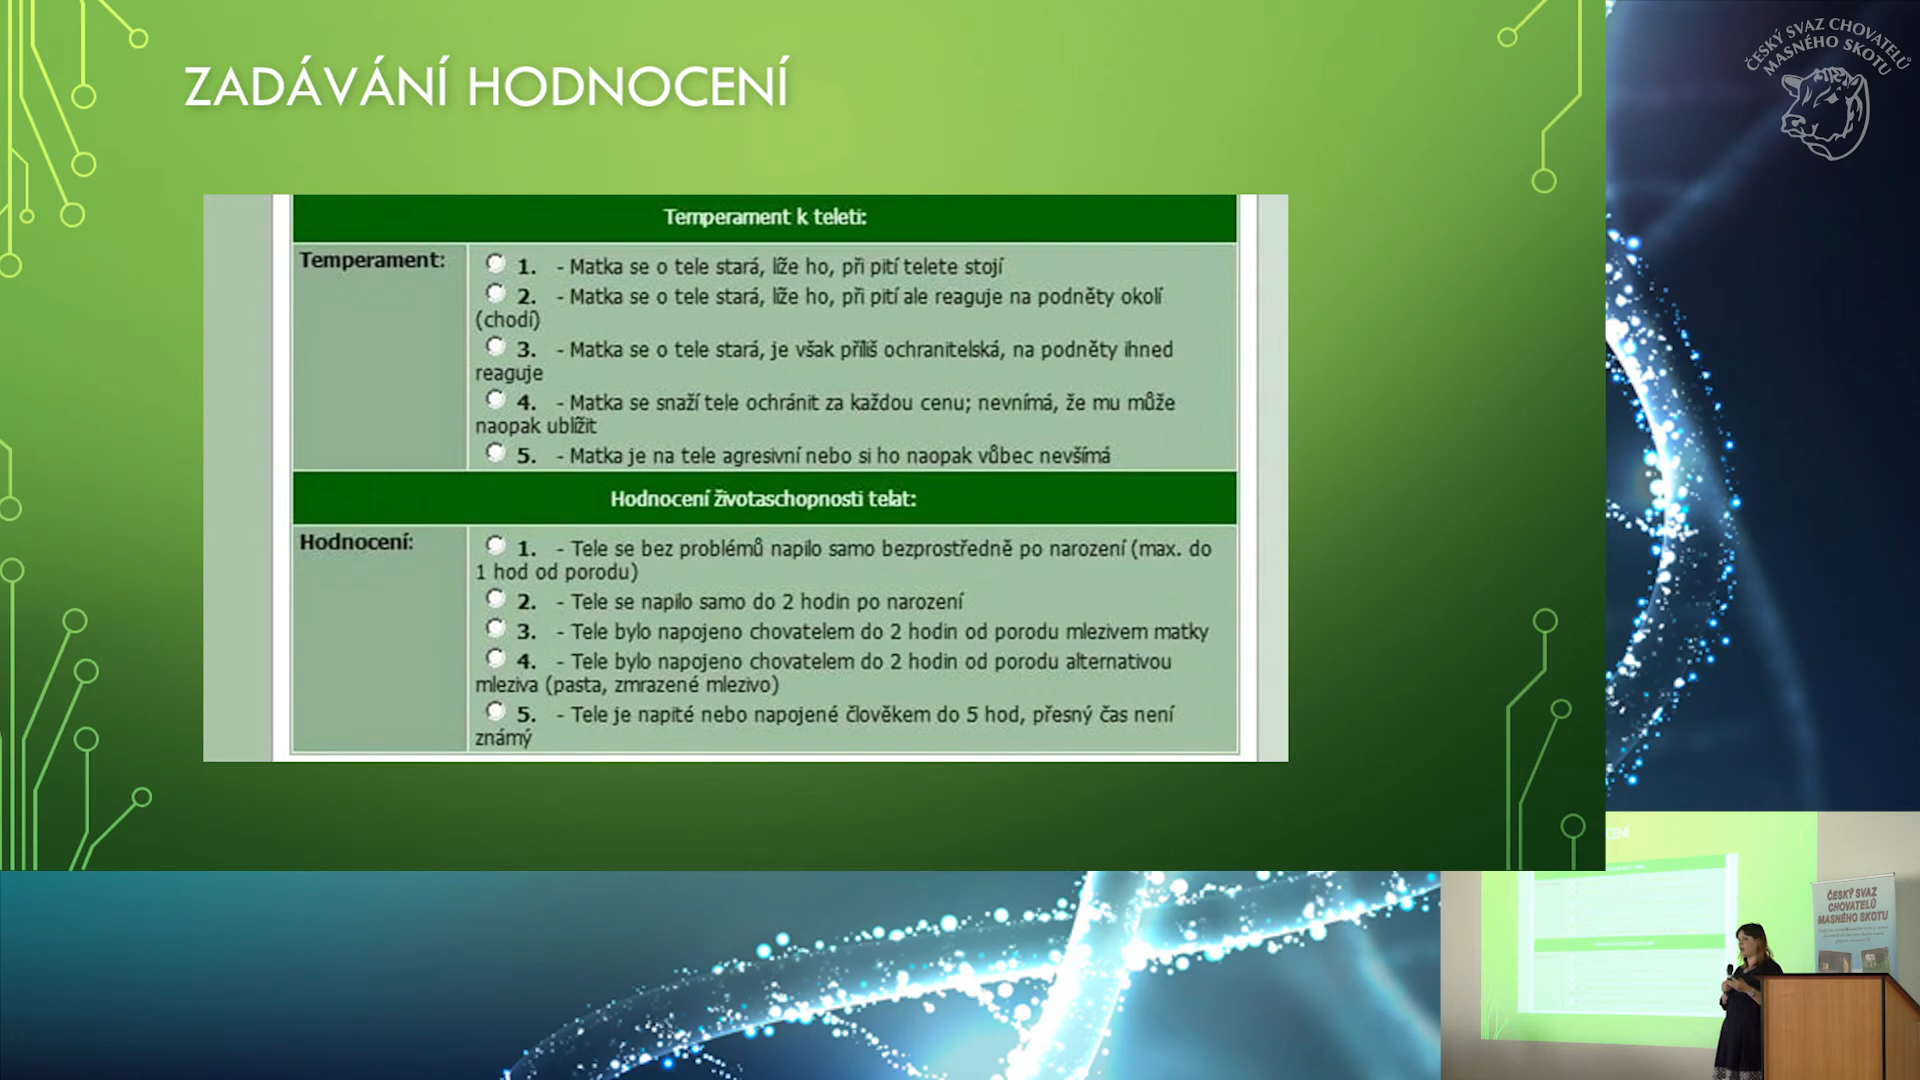 ZADÁVÁNÍ HODNOCENÍ
ČESKÝ SVAZ CHOVATELŮ
MASNÉHO SKOTU
Temperament k teleti:
Temperament:
1. - Matka se o tele stará, líže ho, při pití telete stojí
2. - Matka se o tele stará, líže ho, při pití ale reaguje na podněty okolí
(chodí)
3. - Matka se o tele stará, je však příliš ochranitelská, na podněty ihned
reaguje
4. - Matka se snaží tele ochránit za každou cenu; nevnímá, že mu může
naopak ublížit
5. - Matka je na tele agresivní nebo si ho naopak vůbec nevšímá
Hodnocení životaschopnosti telat:
Hodnocení:
1. - Tele se bez problémů napilo samo bezprostředně po narození (max. do
1 hod od porodu)
2. - Tele se napilo samo do 2 hodin po narození
3. - Tele bylo napojeno chovatelem do 2 hodin od porodu mlezivem matky
4. - Tele bylo napojeno chovatelem do 2 hodin od porodu alternativou
mleziva (pasta, zmrazené mlezivo)
5. - Tele je napité nebo napojené člověkem do 5 hod, přesný čas není
známý
ČESKÝ SVAZ
CHOVATELŮ
MASNÉHO SKOTU